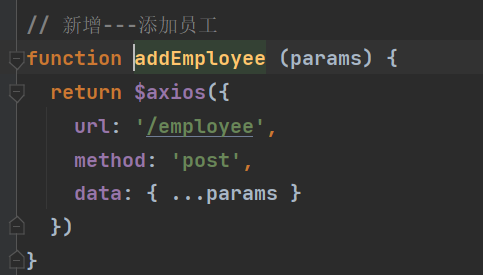 // 新增---添加员工
function addEmployee (params) {
return $axios({
url: '/employee',
method: 'post',
data: { ...params }
})
}